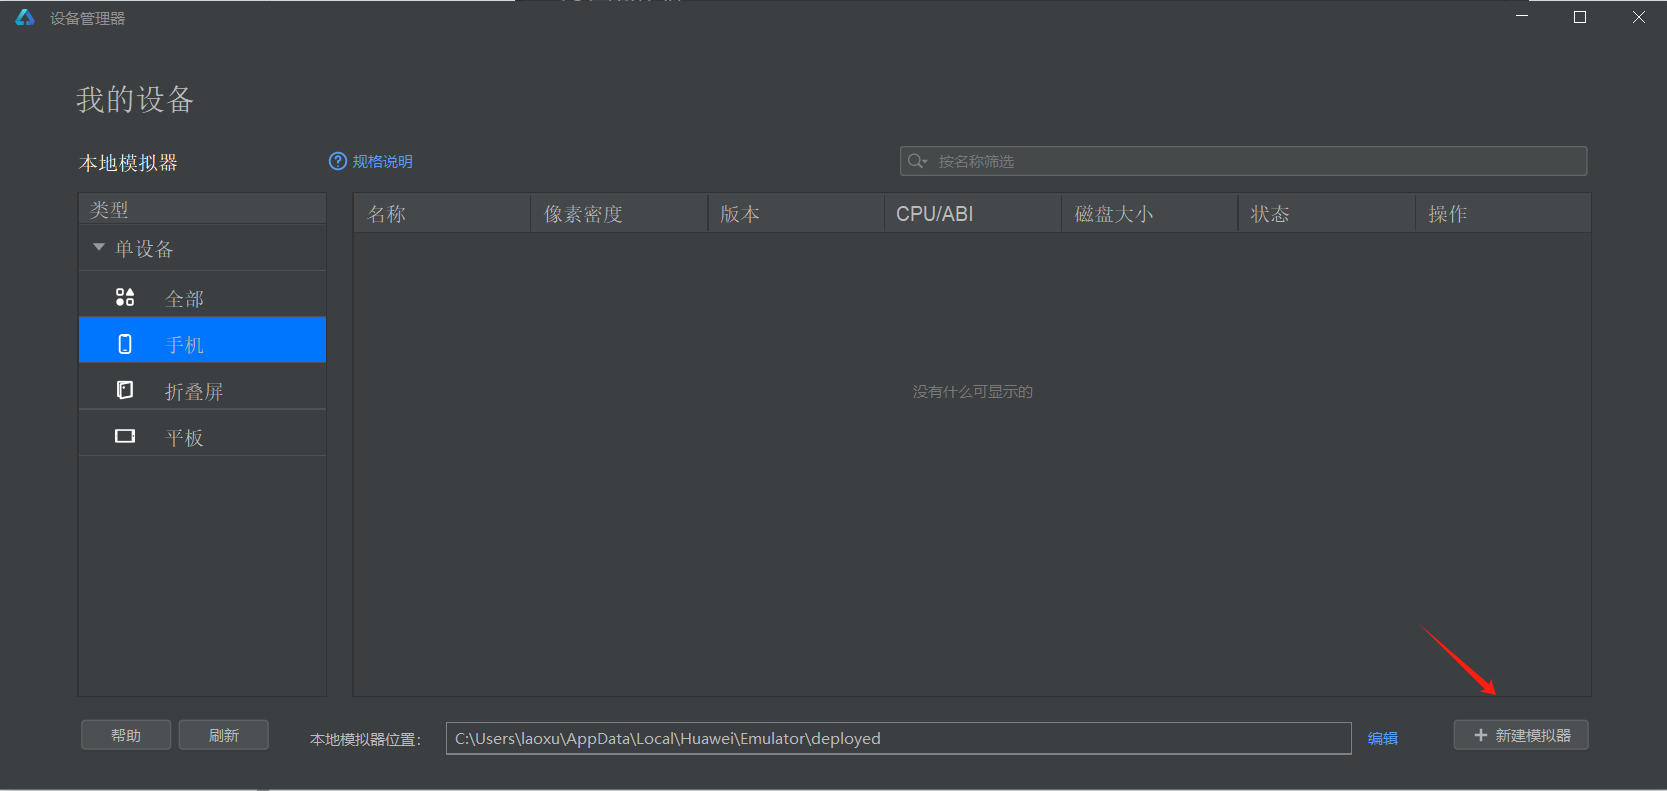 设备管理器
我的设备
本地模拟器
规格说明
按名称筛选
类型
单设备
全部
手机
折叠屏
平板
名称 像素密度 版本 CPU/ABI 磁盘大小 状态 操作
没有什么可显示的
帮助 刷新 本地模拟器位置： C:\Users\laoxu\AppData\Local\Huawei\Emulator\deployed 编辑 新建模拟器